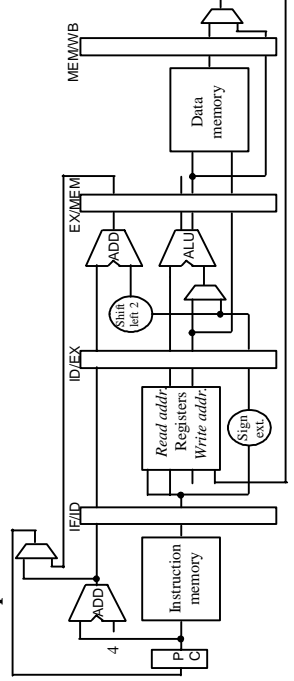 MEM/WB
Data
memory
EX/MEM
ADD
ALU
Shift
left 2
ID/EX
Read addr.
Registers
Write addr.
Sign
ext.
IF/ID
ADD
4
Instruction
memory
P
C